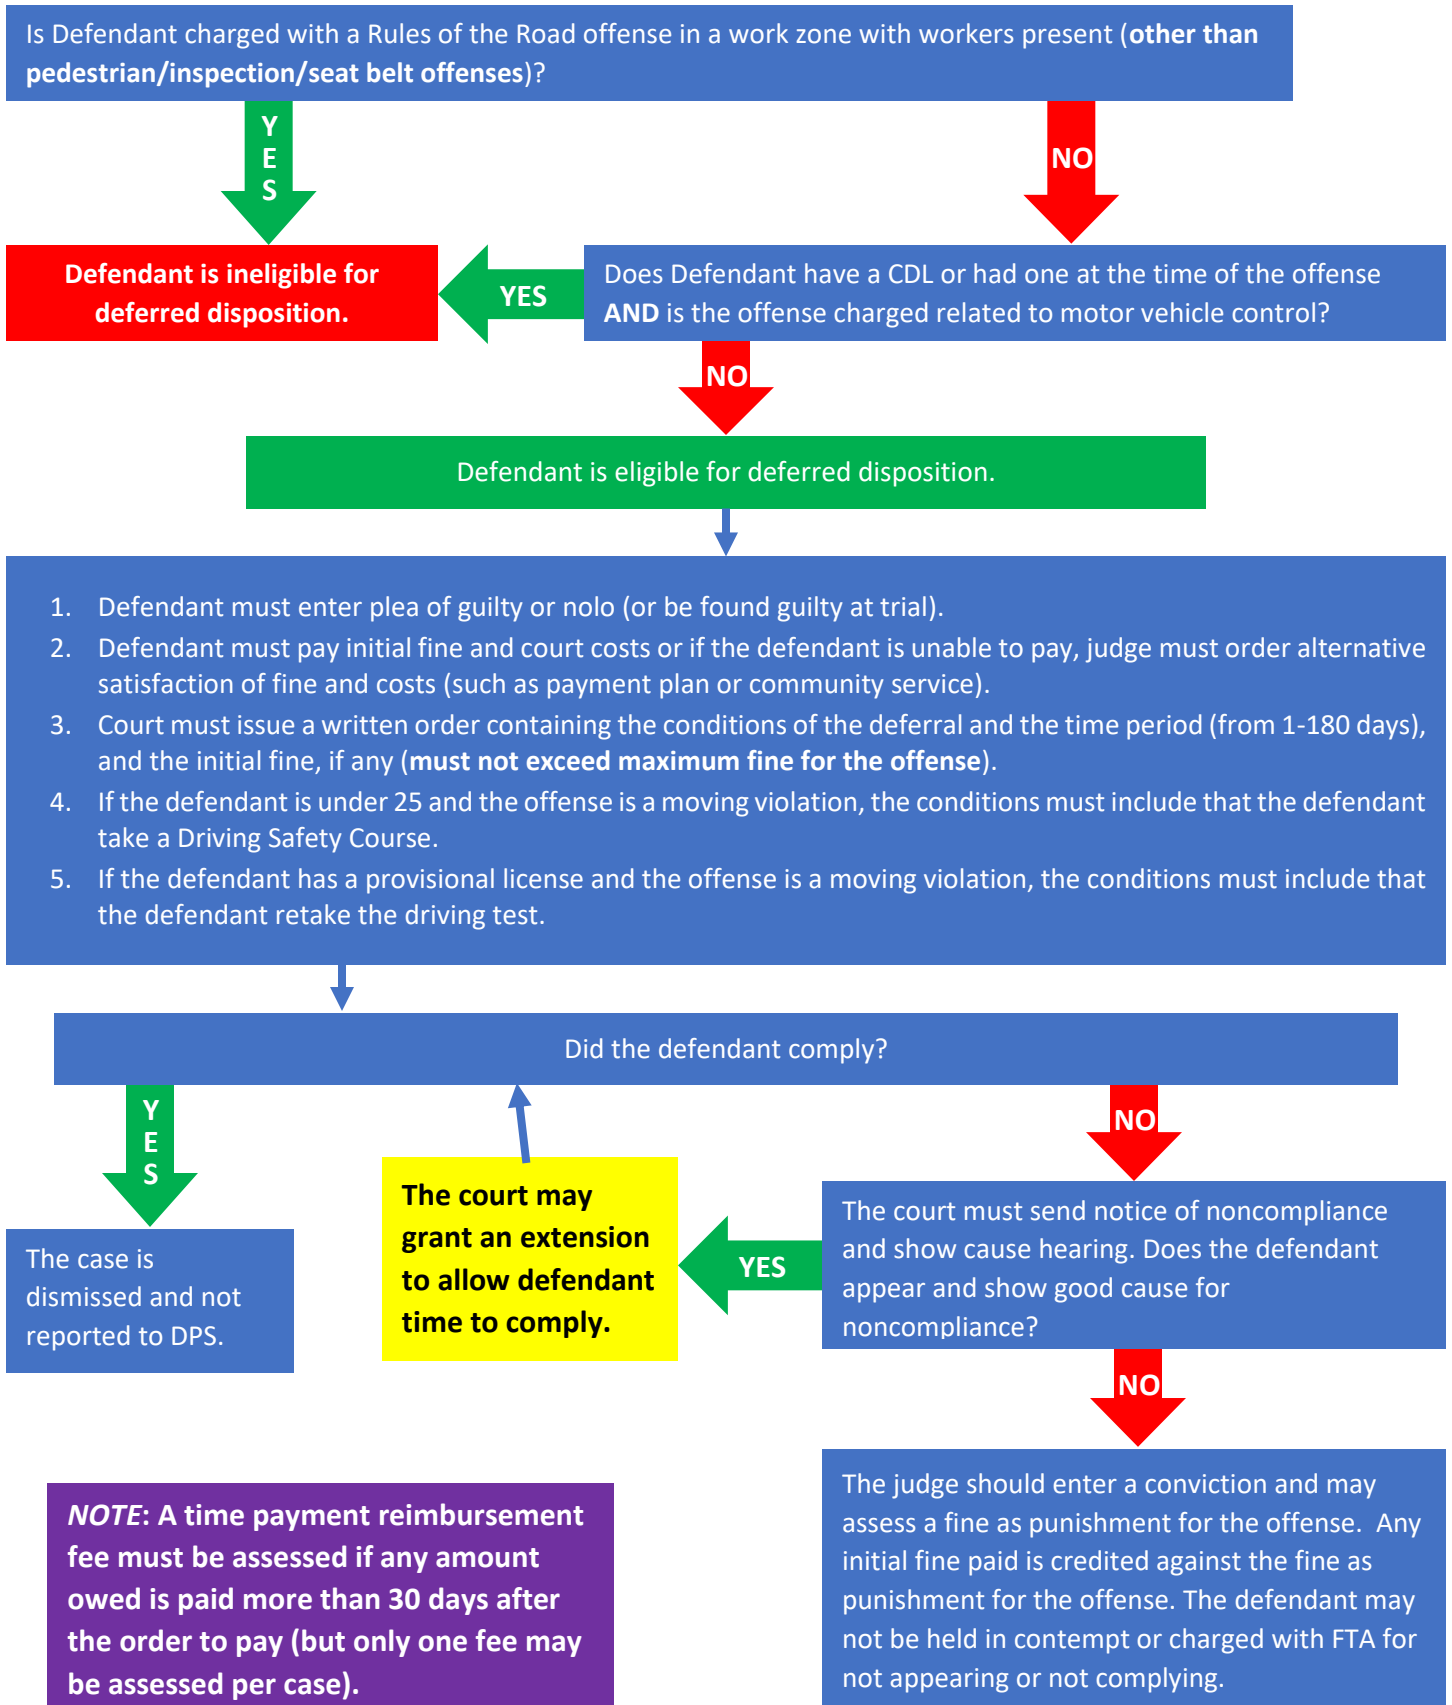 Is Defendant charged with a Rules of the Road offense in a work zone with workers present (other than
pedestrian/inspection/seat belt offenses)?
YES
NO
Defendant is ineligible for
deferred disposition.
YES
Does Defendant have a CDL or had one at the time of the offense
AND is the offense charged related to motor vehicle control?
NO
Defendant is eligible for deferred disposition.
1. Defendant must enter plea of guilty or nolo (or be found guilty at trial).
2. Defendant must pay initial fine and court costs or if the defendant is unable to pay, judge must order alternative
satisfaction of fine and costs (such as payment plan or community service).
3. Court must issue a written order containing the conditions of the deferral and the time period (from 1-180 days),
and the initial fine, if any (must not exceed maximum fine for the offense).
4. If the defendant is under 25 and the offense is a moving violation, the conditions must include that the defendant
take a Driving Safety Course.
5. If the defendant has a provisional license and the offense is a moving violation, the conditions must include that
the defendant retake the driving test.
Did the defendant comply?
YES
NO
The case is
dismissed and not
reported to DPS.
The court may
grant an extension
to allow defendant
time to comply.
YES
The court must send notice of noncompliance
and show cause hearing. Does the defendant
appear and show good cause for
noncompliance?
NO
NOTE: A time payment reimbursement
fee must be assessed if any amount
owed is paid more than 30 days after
the order to pay (but only one fee may
be assessed per case).
The judge should enter a conviction and may
assess a fine as punishment for the offense. Any
initial fine paid is credited against the fine as
punishment for the offense. The defendant may
not be held in contempt or charged with FTA for
not appearing or not complying.